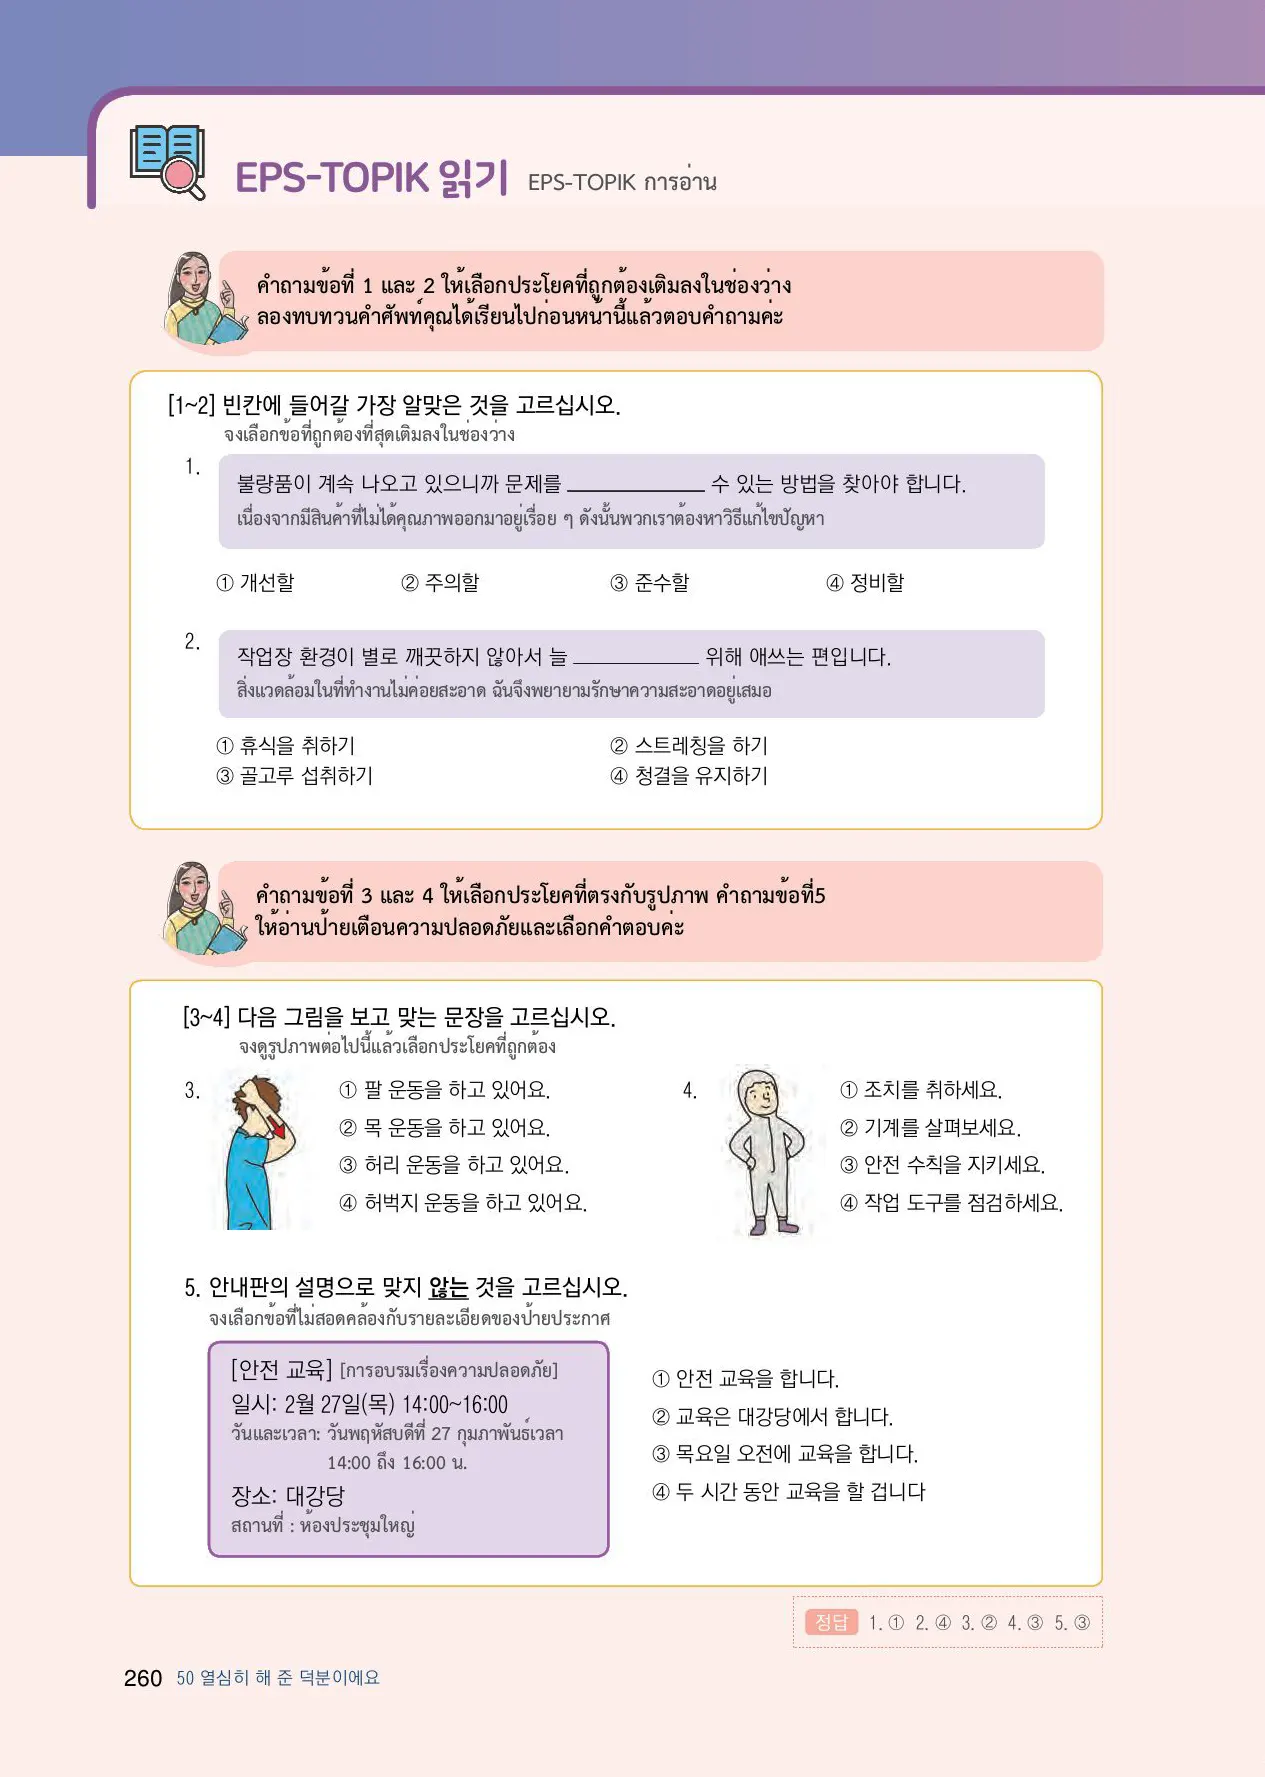 EPS-TOPIK 읽기 EPS-TOPIK การอ่าน
คำถามข้อที่ 1 และ 2 ให้เลือกประโยคที่ถูกต้องเติมลงในช่องว่าง
ลองทบทวนคำศัพท์คุณได้เรียนไปก่อนหน้านี้แล้วตอบคำถามค่ะ
[1~2] 빈칸에 들어갈 가장 알맞은 것을 고르십시오.
จงเลือกข้อที่ถูกต้องที่สุดเติมลงในช่องว่าง
1.
불량품이 계속 나오고 있으니까 문제를 ____________ 수 있는 방법을 찾아야 합니다.
เนื่องจากมีสินค้าที่ไม่ได้คุณภาพออกมาอยู่เรื่อย ๆ ดังนั้นพวกเราต้องหาวิธีแก้ไขปัญหา
① 개선할 ② 주의할 ③ 준수할 ④ 정비할
2.
작업장 환경이 별로 깨끗하지 않아서 늘 ____________ 위해 애쓰는 편입니다.
สิ่งแวดล้อมในที่ทำงานไม่ค่อยสะอาด ฉันจึงพยายามรักษาความสะอาดอยู่เสมอ
① 휴식을 취하기 ② 스트레칭을 하기
③ 골고루 섭취하기 ④ 청결을 유지하기
คำถามข้อที่ 3 และ 4 ให้เลือกประโยคที่ตรงกับรูปภาพ คำถามข้อที่5
ให้อ่านป้ายเตือนความปลอดภัยและเลือกคำตอบค่ะ
[3~4] 다음 그림을 보고 맞는 문장을 고르십시오.
จงดูรูปภาพต่อไปนี้แล้วเลือกประโยคที่ถูกต้อง
3.
① 팔 운동을 하고 있어요.
② 목 운동을 하고 있어요.
③ 허리 운동을 하고 있어요.
④ 허벅지 운동을 하고 있어요.
4.
① 조치를 취하세요.
② 기계를 살펴보세요.
③ 안전 수칙을 지키세요.
④ 작업 도구를 점검하세요.
5. 안내판의 설명으로 맞지 않는 것을 고르십시오.
จงเลือกข้อที่ไม่สอดคล้องกับรายละเอียดของป้ายประกาศ
[안전 교육] [การอบรมเรื่องความปลอดภัย]
일시: 2월 27일(목) 14:00~16:00
วันและเวลา: วันพฤหัสบดีที่ 27 กุมภาพันธ์เวลา
14:00 ถึง 16:00 น.
장소: 대강당
สถานที่ : ห้องประชุมใหญ่
① 안전 교육을 합니다.
② 교육은 대강당에서 합니다.
③ 목요일 오전에 교육을 합니다.
④ 두 시간 동안 교육을 할 겁니다
정답 1. ① 2. ④ 3. ② 4. ③ 5. ③
260 50 열심히 해 준 덕분이에요